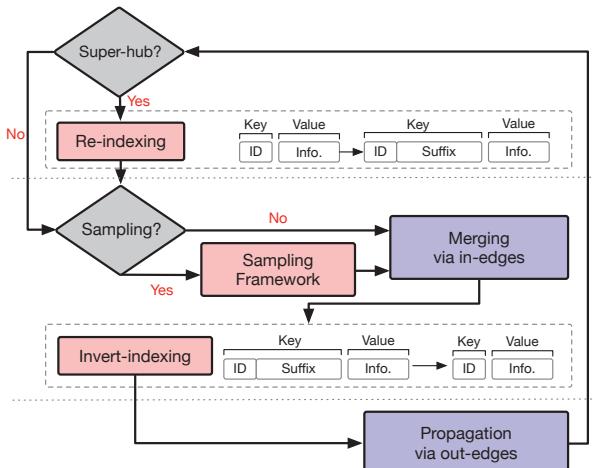 Super-hub?
Yes
No
Key Value Key Value
Re-indexing
ID Info. ID Suffix Info.
Sampling?
No
Merging
via in-edges
Yes
Sampling
Framework
Key Value Key Value
Invert-indexing
ID Suffix Info. ID Info.
Propagation
via out-edges